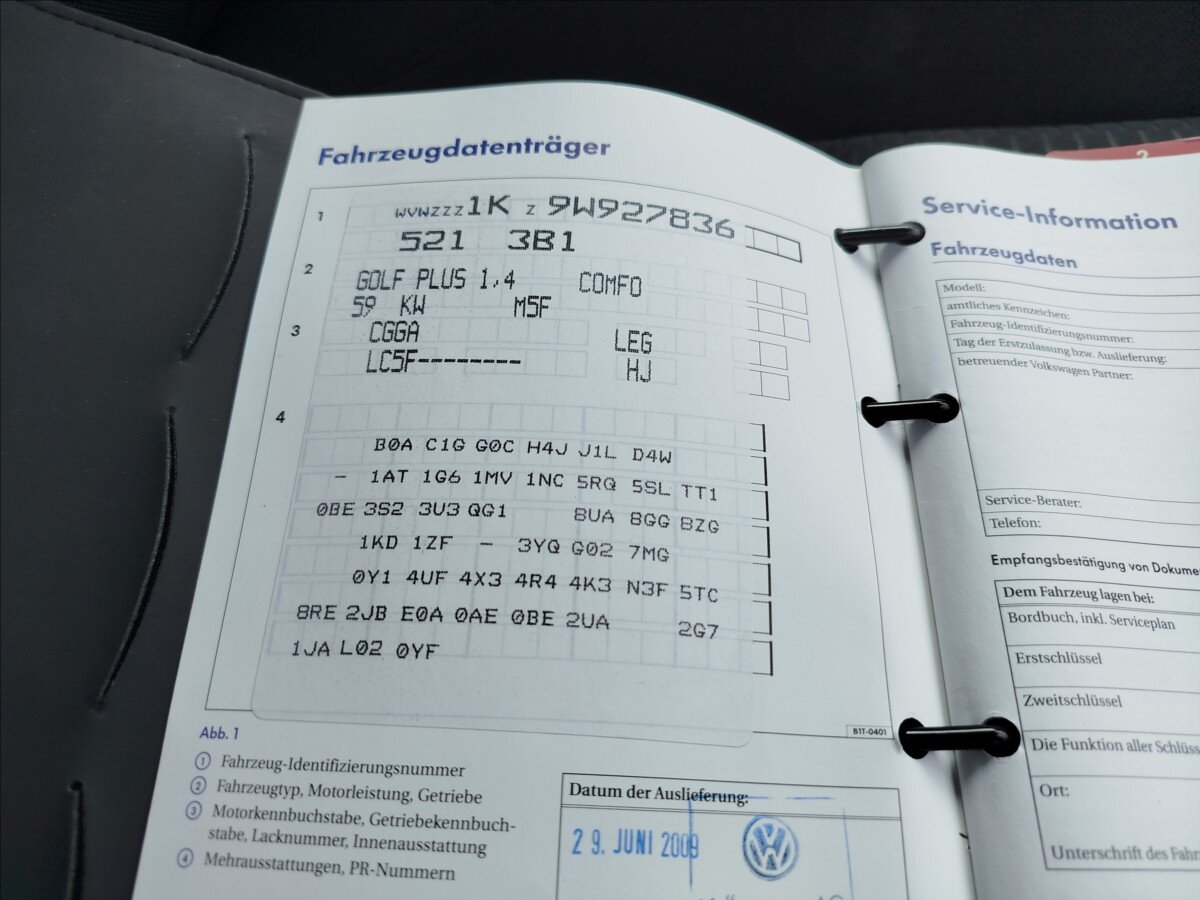 Fahrzeugdatenträger
1 WVWZZZ1K Z 9W927836
521 3B1
2 GOLF PLUS 1,4 COMFO
59 KW M5F
3 CGGA LEG
LC5F-------- HJ
4
B0A C1G G0C H4J J1L D4W
- 1AT 1G6 1MV 1NC 5RQ 5SL TT1
0BE 3S2 3U3 QG1 8UA 8GG 8ZG
1KD 1ZF - 3YQ G02 7MG
0Y1 4UF 4X3 4R4 4K3 N3F 5TC
8RE 2JB E0A 0AE 0BE 2UA 2G7
1JA L02 0YF
Abb. 1
B1T-0401
1 Fahrzeug-Identifizierungsnummer
2 Fahrzeugtyp, Motorleistung, Getriebe
3 Motorkennbuchstabe, Getriebekennbuch-
stabe, Lacknummer, Innenausstattung
4 Mehrausstattungen, PR-Nummern
Datum der Auslieferung:
29. JUNI 2009
2
Service-Information
Fahrzeugdaten
Modell:
amtliches Kennzeichen:
Fahrzeug-Identifizierungsnummer:
Tag der Erstzulassung bzw. Auslieferung:
betreuender Volkswagen Partner:
Service-Berater:
Telefon:
Empfangsbestätigung von Dokume
Dem Fahrzeug lagen bei:
Bordbuch, inkl. Serviceplan
Erstschlüssel
Zweitschlüssel
Die Funktion aller Schlüss
Ort:
Unterschrift des Fahr